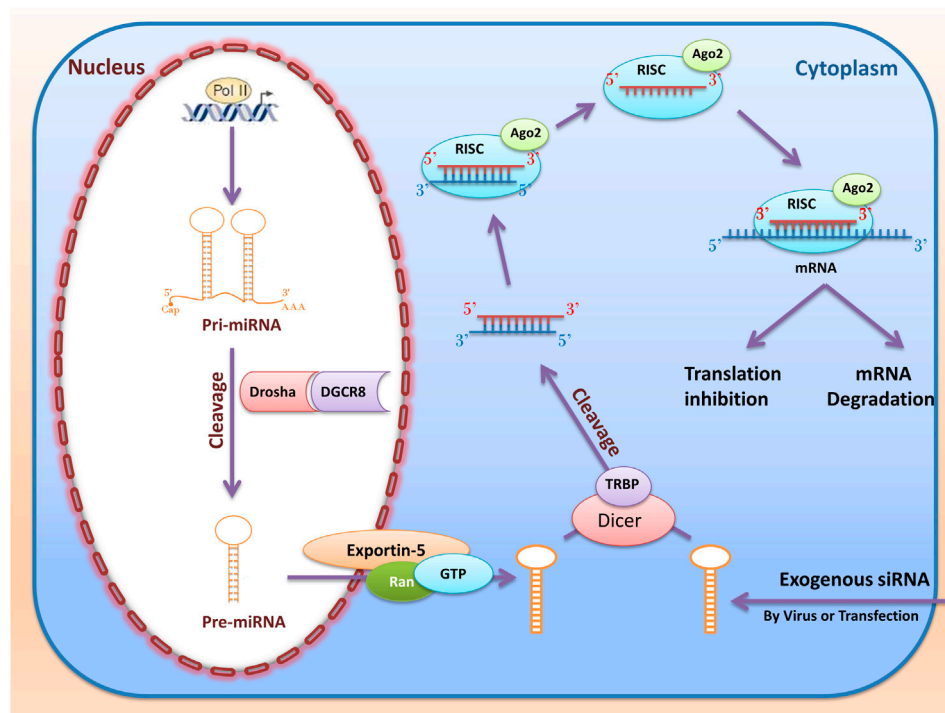 Nucleus
Pol II
5'
3'
Cap
AAA
Pri-miRNA
Cleavage
Drosha
DGCR8
Pre-miRNA
Exportin-5
Ran
GTP
Cytoplasm
Ago2
RISC
5'
3'
Ago2
RISC
5'
3'
3'
5'
Ago2
RISC
3'
3'
5'
3'
mRNA
5'
3'
3'
5'
Translation
inhibition
mRNA
Degradation
Cleavage
TRBP
Dicer
Exogenous siRNA
By Virus or Transfection